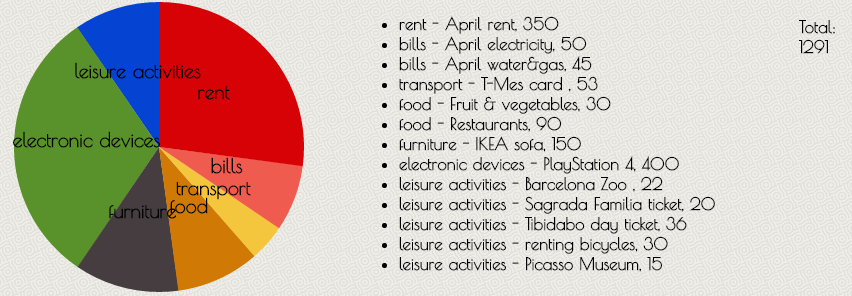 leisure activities
rent
electronic devices
bills
transport
food
furniture
rent - April rent, 350
bills - April electricity, 50
bills - April water&gas, 45
transport - T-Mes card , 53
food - Fruit & vegetables, 30
food - Restaurants, 90
furniture - IKEA sofa, 150
electronic devices - PlayStation 4, 400
leisure activities - Barcelona Zoo , 22
leisure activities - Sagrada Familia ticket, 20
leisure activities - Tibidabo day ticket, 36
leisure activities - renting bicycles, 30
leisure activities - Picasso Museum, 15
Total:
1291